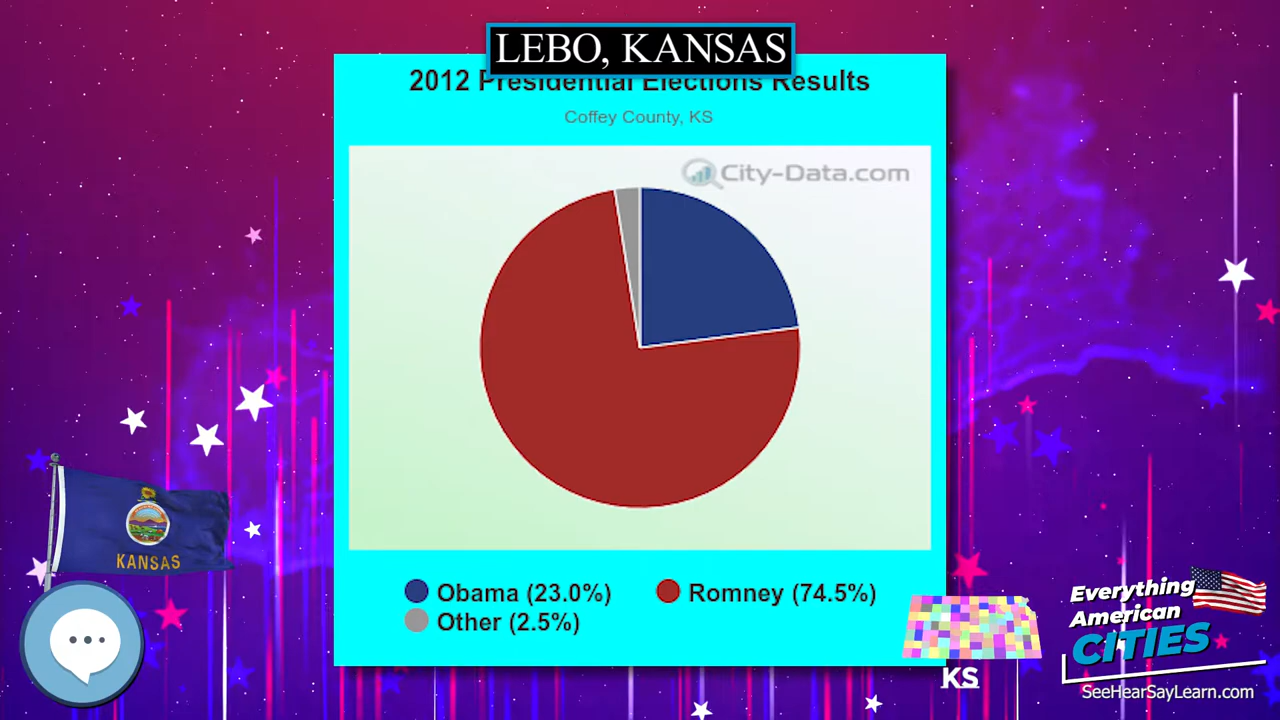 LEBO, KANSAS
2012 Presidential Elections Results
Coffey County, KS
City-Data.com
Obama (23.0%)
Romney (74.5%)
Other (2.5%)
KANSAS
KS
Everything
American
CITIES
SeeHearSayLearn.com